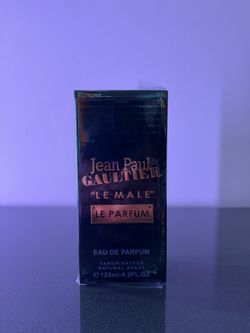 Jean Paul
GAULTIER
"LE MALE"
LE PARFUM
EAU DE PARFUM
VAPORISATEUR
NATURAL SPRAY
℮125ml-4.2FL.OZ